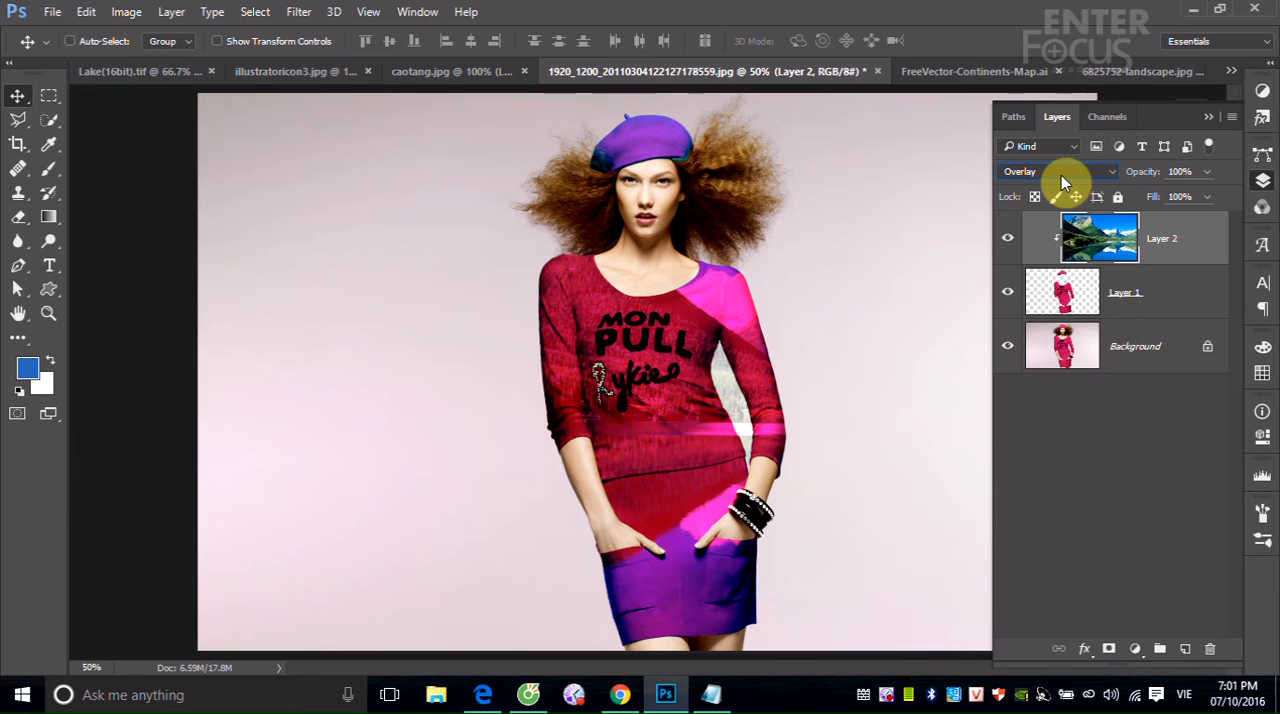 Ps File Edit Image Layer Type Select Filter 3D View Window Help
ENTER
FOCUS
Auto-Select: Group Show Transform Controls 3D Mode: Essentials
Lake(16bit).tif @ 66.7% ... × illustratoricon3.jpg @ 1... × caotang.jpg @ 100% (L... × 1920_1200_20110304122127178559.jpg @ 50% (Layer 2, RGB/8#) * × FreeVector-Continents-Map.ai × 6825752-landscape.jpg ...
Paths Layers Channels
Kind
Overlay Opacity: 100%
Lock: Fill: 100%
Layer 2
Layer 1
Background
MON
PULL
Rykiel
50% Doc: 6.59M/17.8M
Ask me anything
Ps
VIE
7:01 PM
07/10/2016